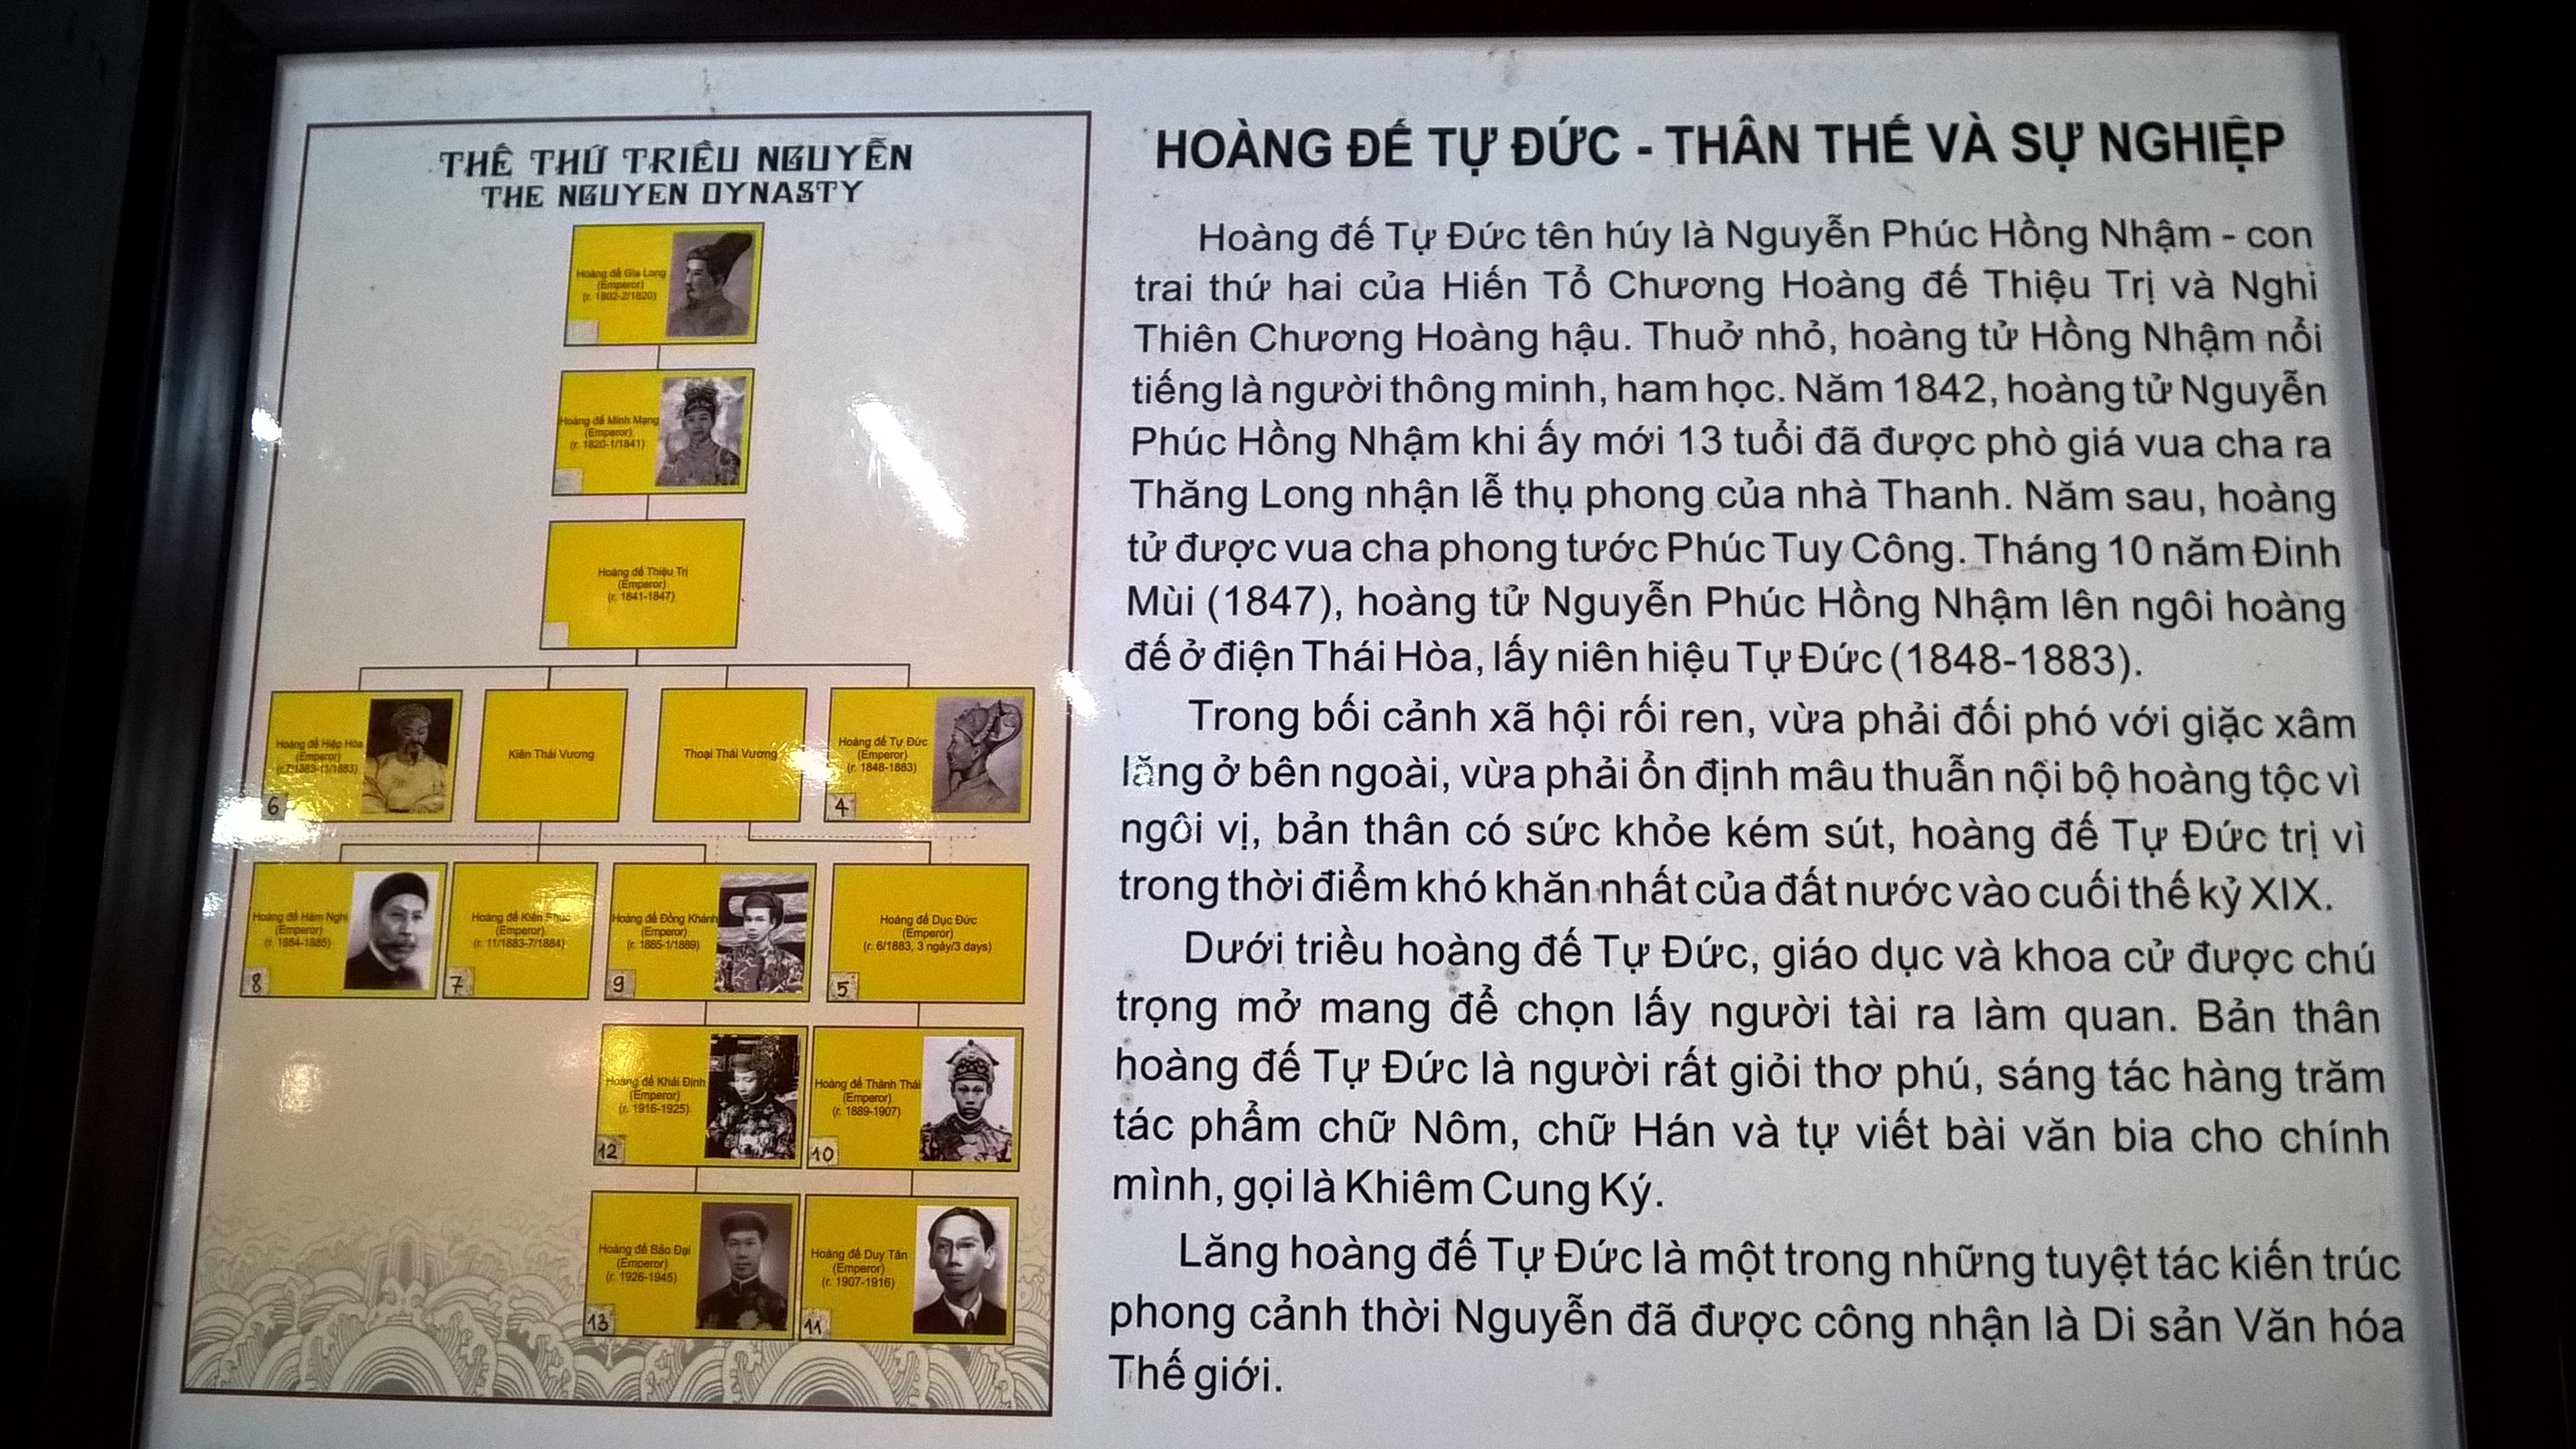 THẾ THỨ TRIỀU NGUYỄN
THE NGUYEN DYNASTY
Hoàng đế Gia Long
(Emperor)
(r. 1802-2/1820)
Hoàng đế Minh Mạng
(Emperor)
(r. 1820-1/1841)
Hoàng đế Thiệu Trị
(Emperor)
(r. 1841-1847)
Hoàng đế Hiệp Hòa
(Emperor)
(r.7/1883-11/1883)
6
Kiên Thái Vương
Thoại Thái Vương
Hoàng đế Tự Đức
(Emperor)
(r. 1848-1883)
4
Hoàng đế Hàm Nghi
(Emperor)
(r. 1884-1885)
8
Hoàng đế Kiến Phúc
(Emperor)
(r. 11/1883-7/1884)
7
Hoàng đế Đồng Khánh
(Emperor)
(r. 1885-1/1889)
9
Hoàng đế Dục Đức
(Emperor)
(r. 6/1883, 3 ngày/3 days)
5
Hoàng đế Khải Định
(Emperor)
(r. 1916-1925)
12
Hoàng đế Thành Thái
(Emperor)
(r. 1889-1907)
10
Hoàng đế Bảo Đại
(Emperor)
(r. 1926-1945)
13
Hoàng đế Duy Tân
(Emperor)
(r. 1907-1916)
11
HOÀNG ĐẾ TỰ ĐỨC - THÂN THẾ VÀ SỰ NGHIỆP
Hoàng đế Tự Đức tên húy là Nguyễn Phúc Hồng Nhậm - con
trai thứ hai của Hiến Tổ Chương Hoàng đế Thiệu Trị và Nghi
Thiên Chương Hoàng hậu. Thuở nhỏ, hoàng tử Hồng Nhậm nổi
tiếng là người thông minh, ham học. Năm 1842, hoàng tử Nguyễn
Phúc Hồng Nhậm khi ấy mới 13 tuổi đã được phò giá vua cha ra
Thăng Long nhận lễ thụ phong của nhà Thanh. Năm sau, hoàng
tử được vua cha phong tước Phúc Tuy Công. Tháng 10 năm Đinh
Mùi (1847), hoàng tử Nguyễn Phúc Hồng Nhậm lên ngôi hoàng
đế ở điện Thái Hòa, lấy niên hiệu Tự Đức (1848-1883).
Trong bối cảnh xã hội rối ren, vừa phải đối phó với giặc xâm
lăng ở bên ngoài, vừa phải ổn định mâu thuẫn nội bộ hoàng tộc vì
ngôi vị, bản thân có sức khỏe kém sút, hoàng đế Tự Đức trị vì
trong thời điểm khó khăn nhất của đất nước vào cuối thế kỷ XIX.
Dưới triều hoàng đế Tự Đức, giáo dục và khoa cử được chú
trọng mở mang để chọn lấy người tài ra làm quan. Bản thân
hoàng đế Tự Đức là người rất giỏi thơ phú, sáng tác hàng trăm
tác phẩm chữ Nôm, chữ Hán và tự viết bài văn bia cho chính
mình, gọi là Khiêm Cung Ký.
Lăng hoàng đế Tự Đức là một trong những tuyệt tác kiến trúc
phong cảnh thời Nguyễn đã được công nhận là Di sản Văn hóa
Thế giới.